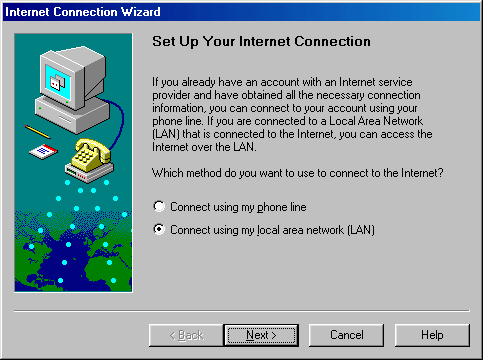 Internet Connection Wizard
Set Up Your Internet Connection
If you already have an account with an Internet service
provider and have obtained all the necessary connection
information, you can connect to your account using your
phone line. If you are connected to a Local Area Network
(LAN) that is connected to the Internet, you can access the
Internet over the LAN.
Which method do you want to use to connect to the Internet?
Connect using my phone line
Connect using my local area network (LAN)
< Back
Next >
Cancel
Help